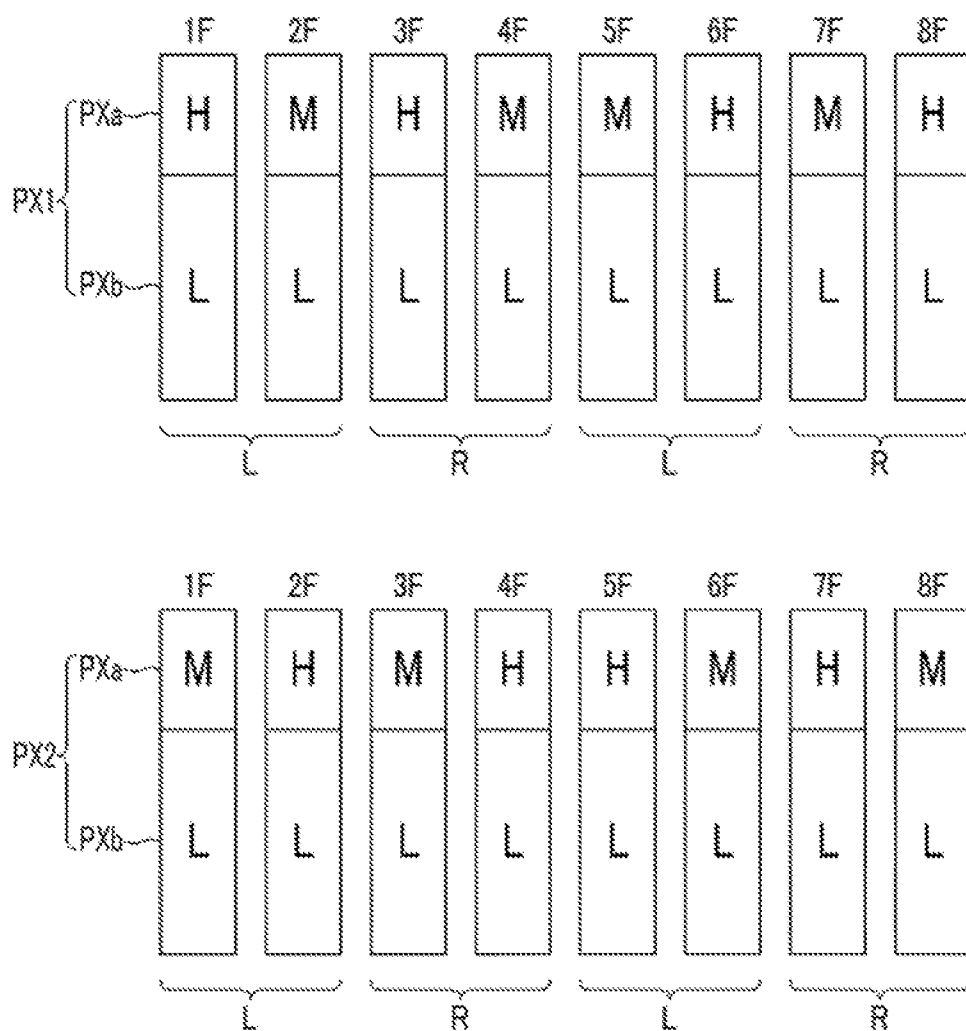 1F 2F 3F 4F 5F 6F 7F 8F
PXa H M H M M H M H
PX1
PXb L L L L L L L L
L R L R
1F 2F 3F 4F 5F 6F 7F 8F
PXa M H M H H M H M
PX2
PXb L L L L L L L L
L R L R